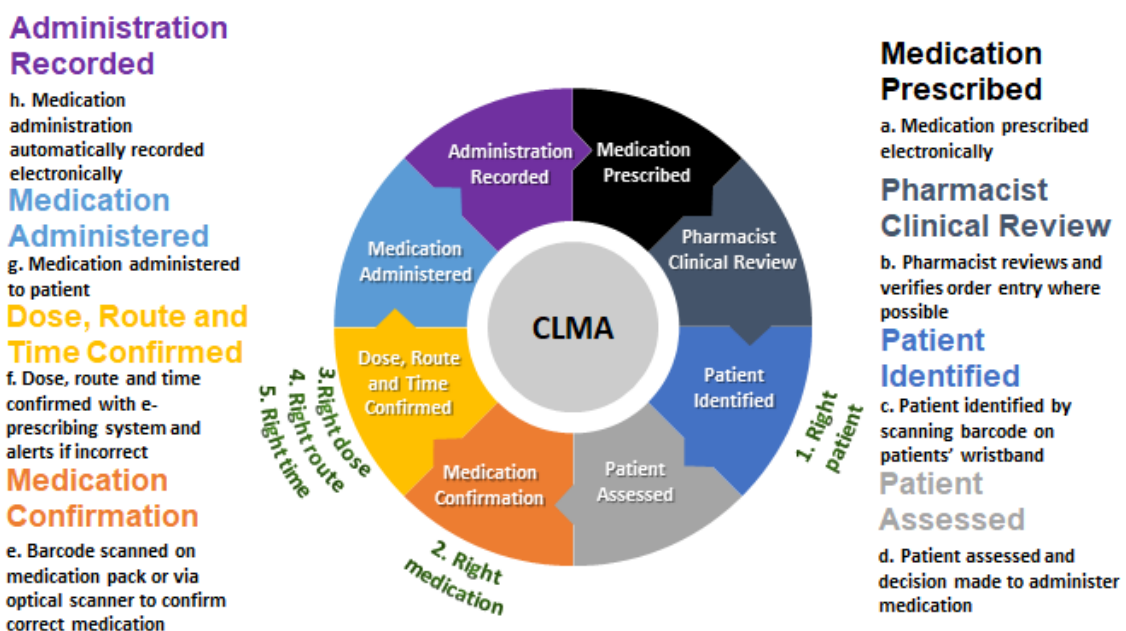 Administration
Recorded
h. Medication
administration
automatically recorded
electronically
Medication
Administered
g. Medication administered
to patient
Dose, Route and
Time Confirmed
f. Dose, route and time
confirmed with e-
prescribing system and
alerts if incorrect
Medication
Confirmation
e. Barcode scanned on
medication pack or via
optical scanner to confirm
correct medication
Administration
Recorded
Medication
Prescribed
Medication
Administered
Pharmacist
Clinical Review
CLMA
Dose, Route
and Time
Confirmed
Patient
Identified
Medication
Confirmation
Patient
Assessed
3.Right dose
4. Right route
5. Right time
2. Right
medication
1. Right
patient
Medication
Prescribed
a. Medication prescribed
electronically
Pharmacist
Clinical Review
b. Pharmacist reviews and
verifies order entry where
possible
Patient
Identified
c. Patient identified by
scanning barcode on
patients' wristband
Patient
Assessed
d. Patient assessed and
decision made to administer
medication